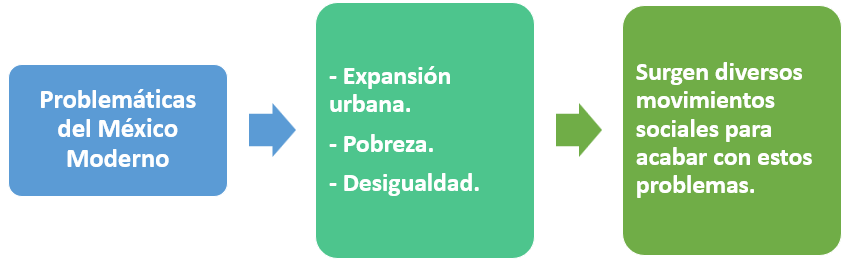 Problemáticas
del México
Moderno
- Expansión
urbana.
- Pobreza.
- Desigualdad.
Surgen diversos
movimientos
sociales para
acabar con estos
problemas.